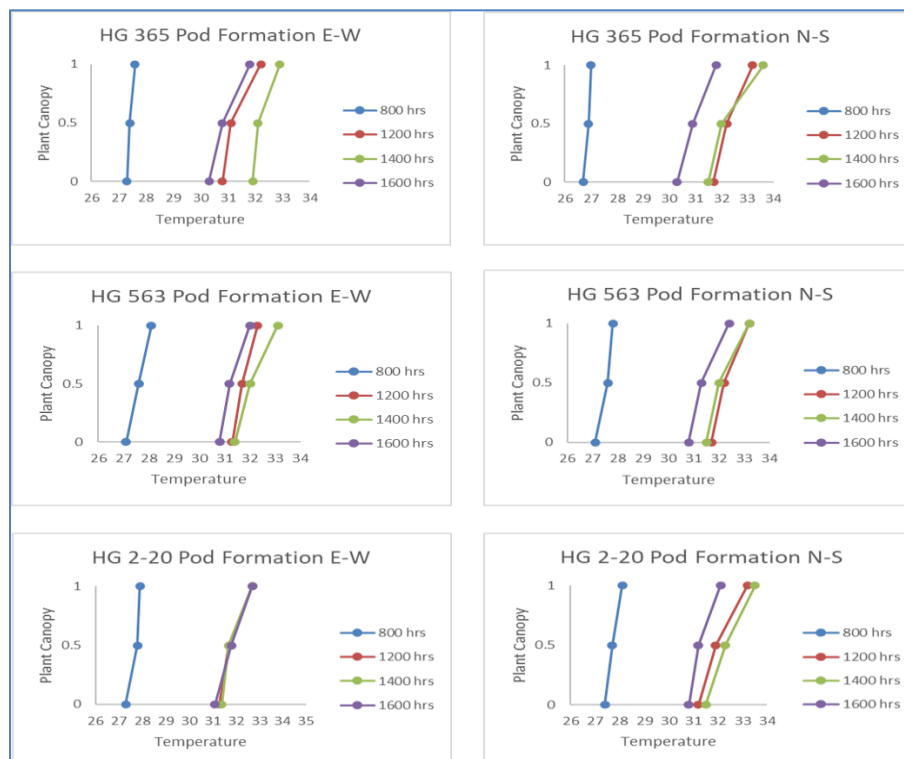 HG 365 Pod Formation E-W
1
0.5
0
Plant Canopy
26 27 28 29 30 31 32 33 34
Temperature
800 hrs
1200 hrs
1400 hrs
1600 hrs
HG 365 Pod Formation N-S
1
0.5
0
Plant Canopy
26 27 28 29 30 31 32 33 34
Temperature
800 hrs
1200 hrs
1400 hrs
1600 hrs
HG 563 Pod Formation E-W
1
0.5
0
Plant Canopy
26 27 28 29 30 31 32 33 34
Temperature
800 hrs
1200 hrs
1400 hrs
1600 hrs
HG 563 Pod Formation N-S
1
0.5
0
Plant Canopy
26 27 28 29 30 31 32 33 34
Temperature
800 hrs
1200 hrs
1400 hrs
1600 hrs
HG 2-20 Pod Formation E-W
1
0.5
0
Plant Canopy
26 27 28 29 30 31 32 33 34 35
Temperature
800 hrs
1200 hrs
1400 hrs
1600 hrs
HG 2-20 Pod Formation N-S
1
0.5
0
Plant Canopy
26 27 28 29 30 31 32 33 34
Temperature
800 hrs
1200 hrs
1400 hrs
1600 hrs